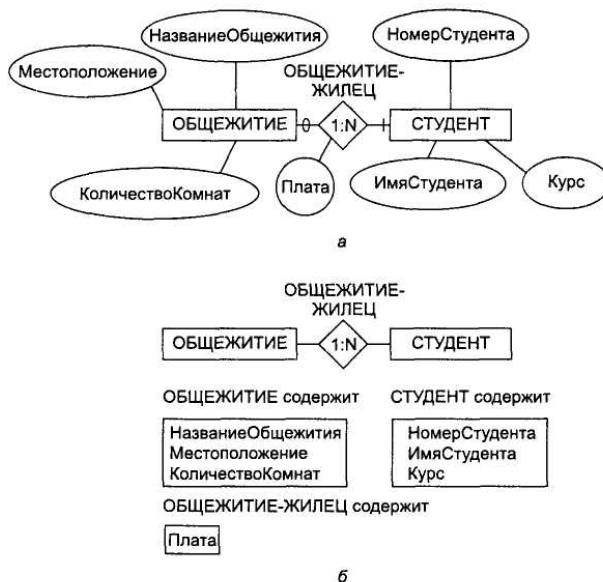 НазваниеОбщежития
НомерСтудента
Местоположение
ОБЩЕЖИТИЕ-
ЖИЛЕЦ
ОБЩЕЖИТИЕ
1:N
СТУДЕНТ
КоличествоКомнат
Плата
ИмяСтудента
Курс
а
ОБЩЕЖИТИЕ-
ЖИЛЕЦ
ОБЩЕЖИТИЕ
1:N
СТУДЕНТ
ОБЩЕЖИТИЕ содержит
НазваниеОбщежития
Местоположение
КоличествоКомнат
СТУДЕНТ содержит
НомерСтудента
ИмяСтудента
Курс
ОБЩЕЖИТИЕ-ЖИЛЕЦ содержит
Плата
б